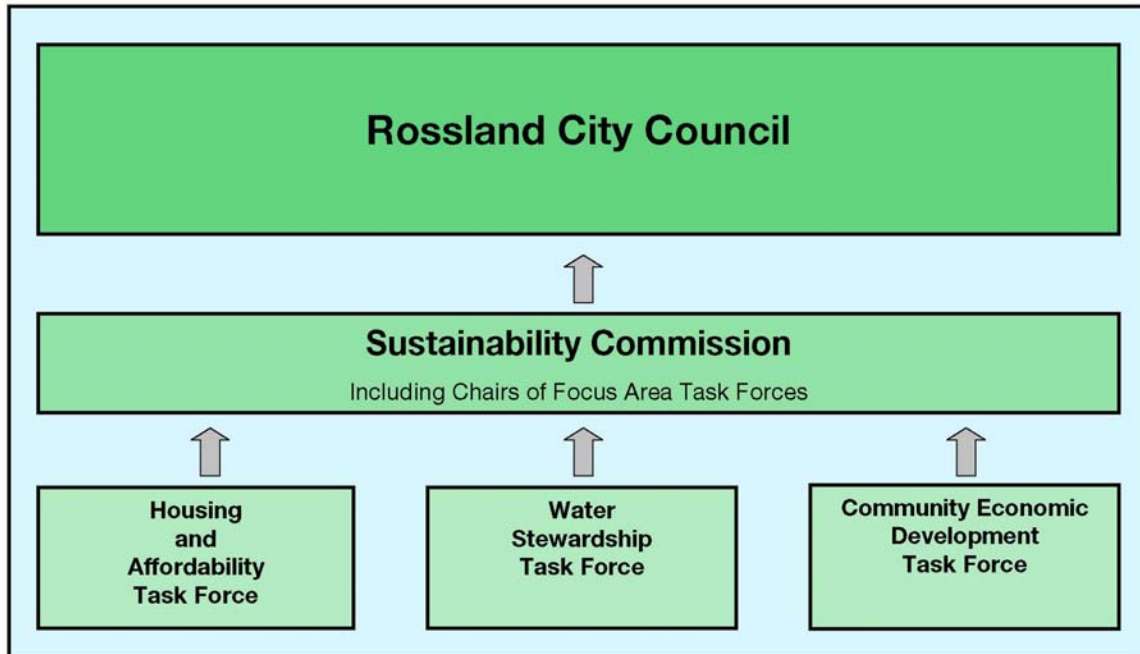 Rossland City Council
Sustainability Commission
Including Chairs of Focus Area Task Forces
Housing
and
Affordability
Task Force
Water
Stewardship
Task Force
Community Economic
Development
Task Force